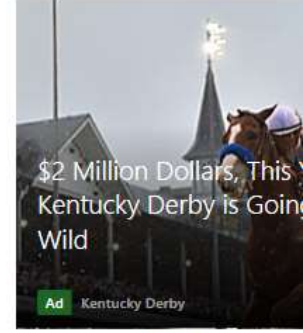 $2 Million Dollars, This
Kentucky Derby is Going
Wild
Ad Kentucky Derby